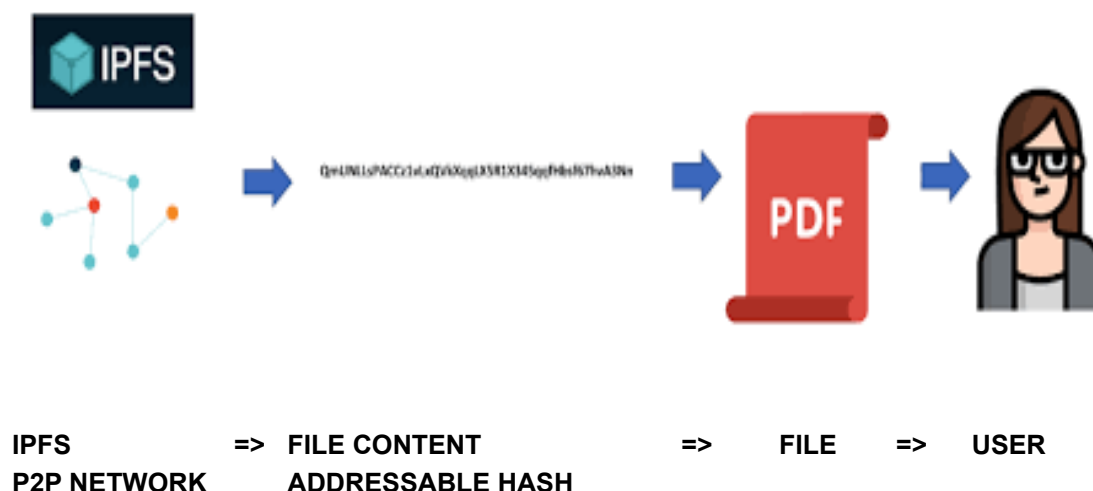 IPFS
PDF
IPFS => FILE CONTENT => FILE => USER
P2P NETWORK ADDRESSABLE HASH